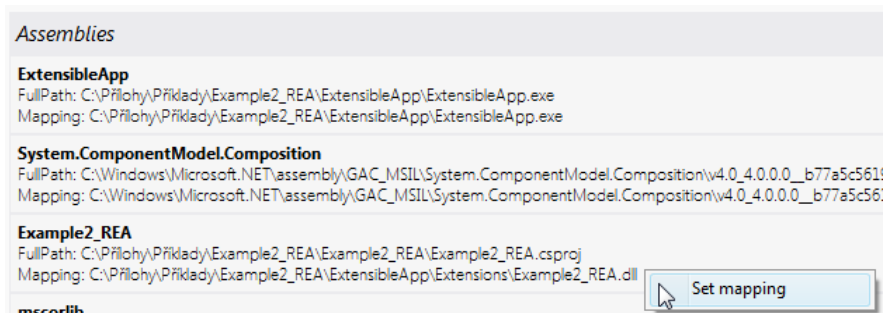 Assemblies
ExtensibleApp
FullPath: C:\Přílohy\Příklady\Example2_REA\ExtensibleApp\ExtensibleApp.exe
Mapping: C:\Přílohy\Příklady\Example2_REA\ExtensibleApp\ExtensibleApp.exe
System.ComponentModel.Composition
FullPath: C:\Windows\Microsoft.NET\assembly\GAC_MSIL\System.ComponentModel.Composition\v4.0_4.0.0.0__b77a5c5619
Mapping: C:\Windows\Microsoft.NET\assembly\GAC_MSIL\System.ComponentModel.Composition\v4.0_4.0.0.0__b77a5c56
Example2_REA
FullPath: C:\Přílohy\Příklady\Example2_REA\Example2_REA\Example2_REA.csproj
Mapping: C:\Přílohy\Příklady\Example2_REA\ExtensibleApp\Extensions\Example2_REA.dll
Set mapping
mscorlib